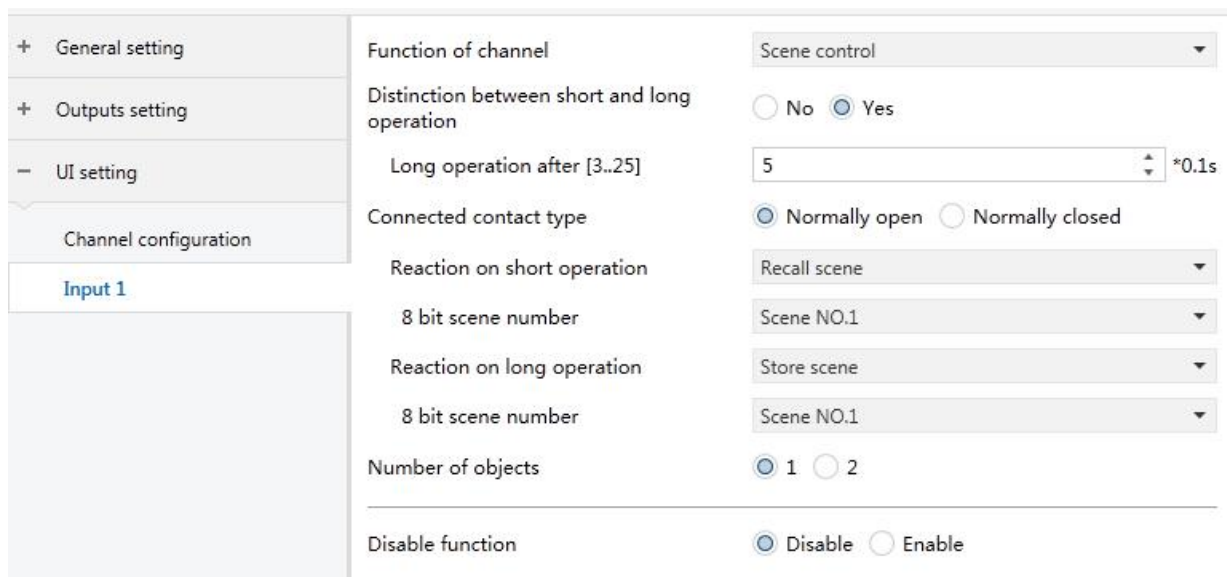 + General setting
+ Outputs setting
− UI setting
Channel configuration
Input 1
Function of channel
Scene control
Distinction between short and long
operation
No Yes
Long operation after [3..25]
5 *0.1s
Connected contact type
Normally open Normally closed
Reaction on short operation
Recall scene
8 bit scene number
Scene NO.1
Reaction on long operation
Store scene
8 bit scene number
Scene NO.1
Number of objects
1 2
Disable function
Disable Enable